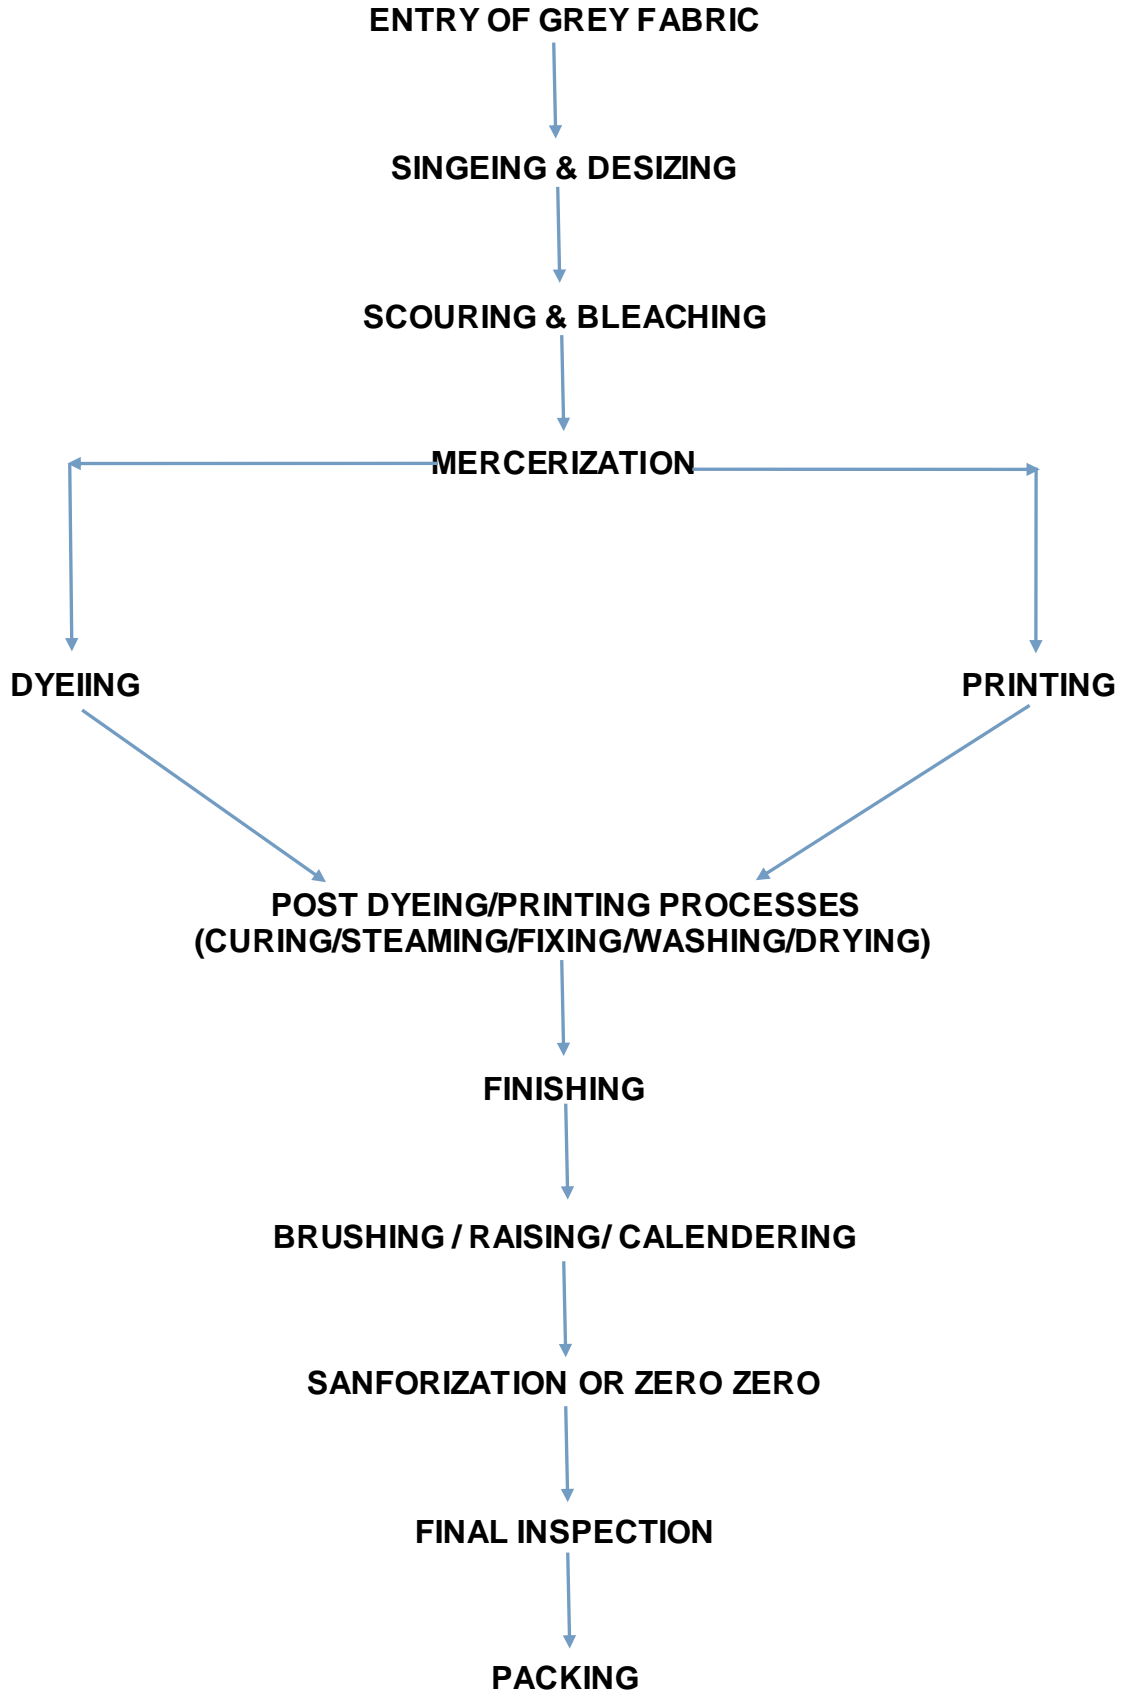 ENTRY OF GREY FABRIC
SINGEING & DESIZING
SCOURING & BLEACHING
MERCERIZATION
DYEIING
PRINTING
POST DYEING/PRINTING PROCESSES
(CURING/STEAMING/FIXING/WASHING/DRYING)
FINISHING
BRUSHING / RAISING/ CALENDERING
SANFORIZATION OR ZERO ZERO
FINAL INSPECTION
PACKING